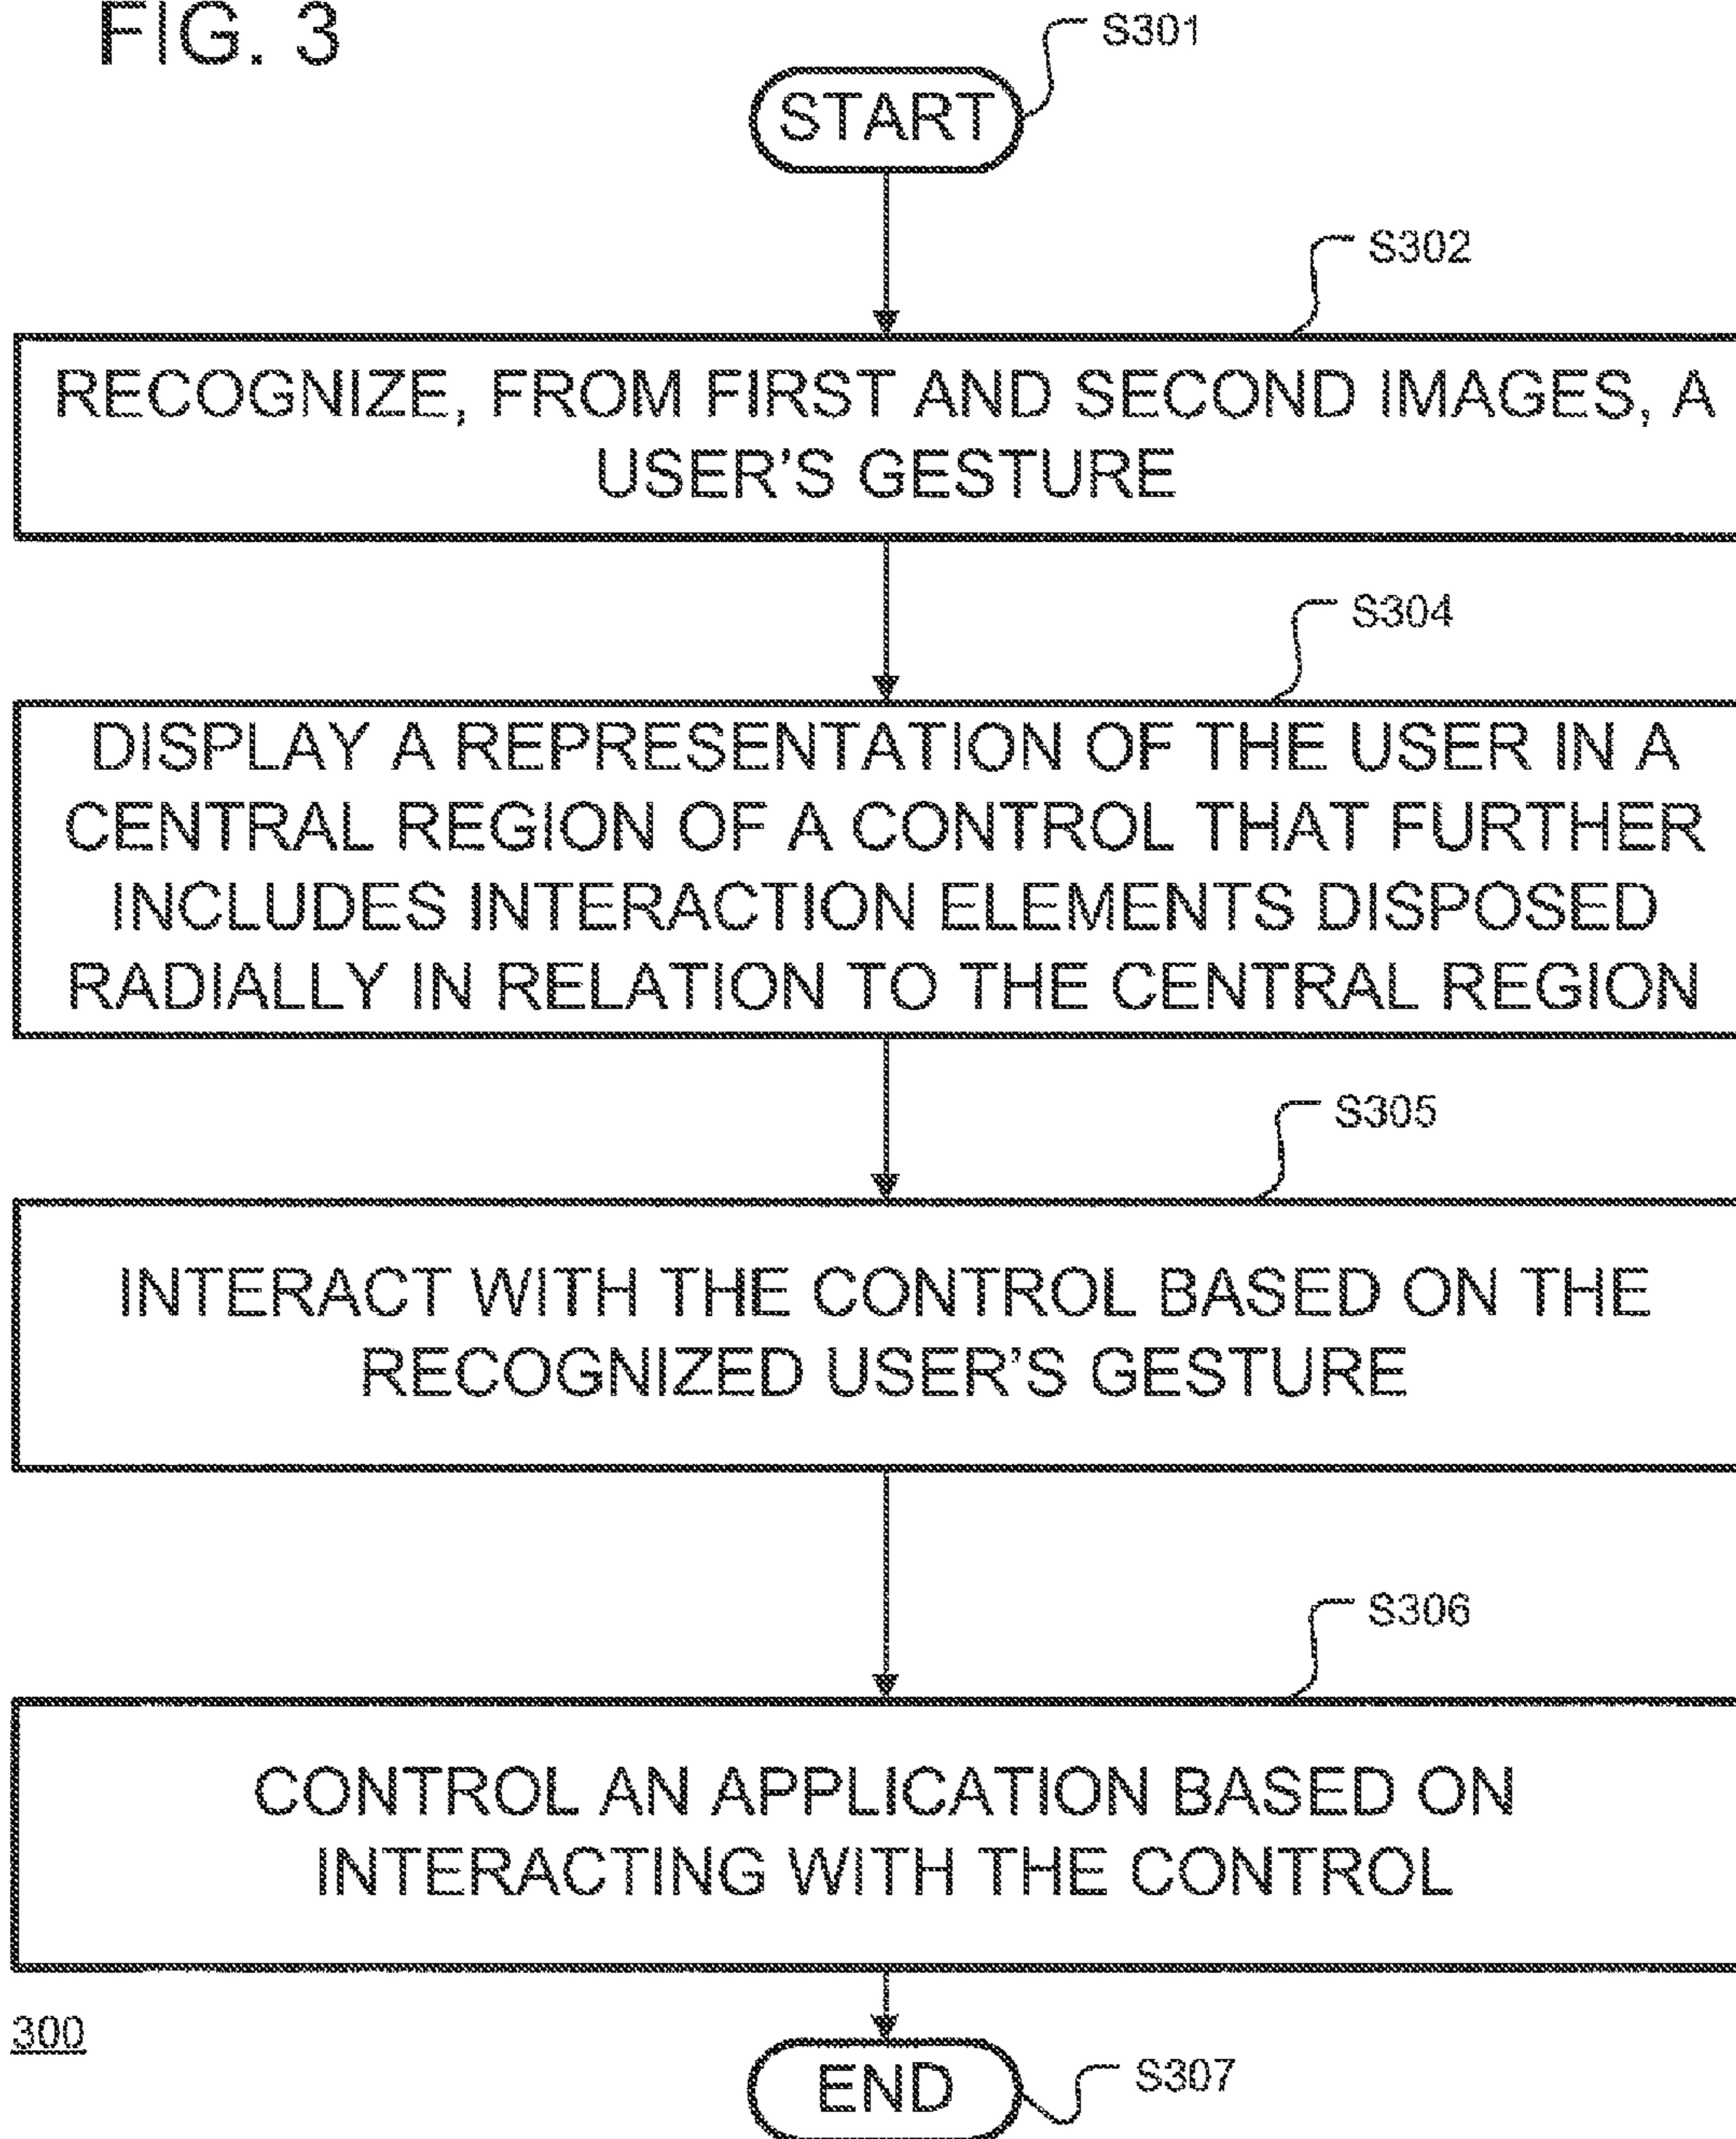 FIG. 3
S301
START
S302
RECOGNIZE, FROM FIRST AND SECOND IMAGES, A
USER'S GESTURE
S304
DISPLAY A REPRESENTATION OF THE USER IN A
CENTRAL REGION OF A CONTROL THAT FURTHER
INCLUDES INTERACTION ELEMENTS DISPOSED
RADIALLY IN RELATION TO THE CENTRAL REGION
S305
INTERACT WITH THE CONTROL BASED ON THE
RECOGNIZED USER'S GESTURE
S306
CONTROL AN APPLICATION BASED ON
INTERACTING WITH THE CONTROL
300
END
S307